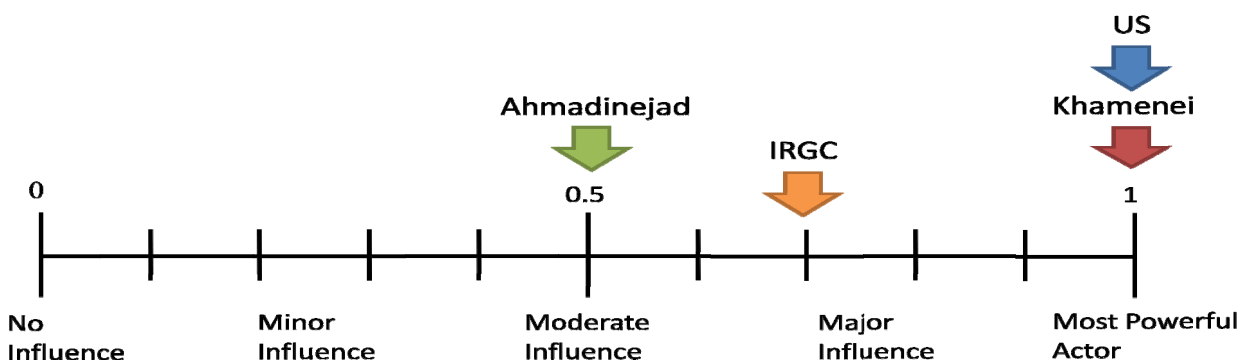 US
Khamenei
Ahmadinejad
IRGC
0
0.5
1
No
Influence
Minor
Influence
Moderate
Influence
Major
Influence
Most Powerful
Actor